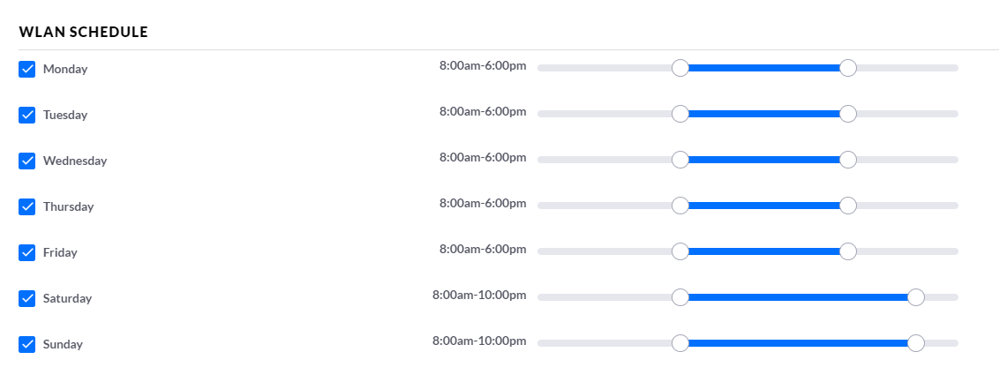 WLAN SCHEDULE
Monday 8:00am-6:00pm
Tuesday 8:00am-6:00pm
Wednesday 8:00am-6:00pm
Thursday 8:00am-6:00pm
Friday 8:00am-6:00pm
Saturday 8:00am-10:00pm
Sunday 8:00am-10:00pm